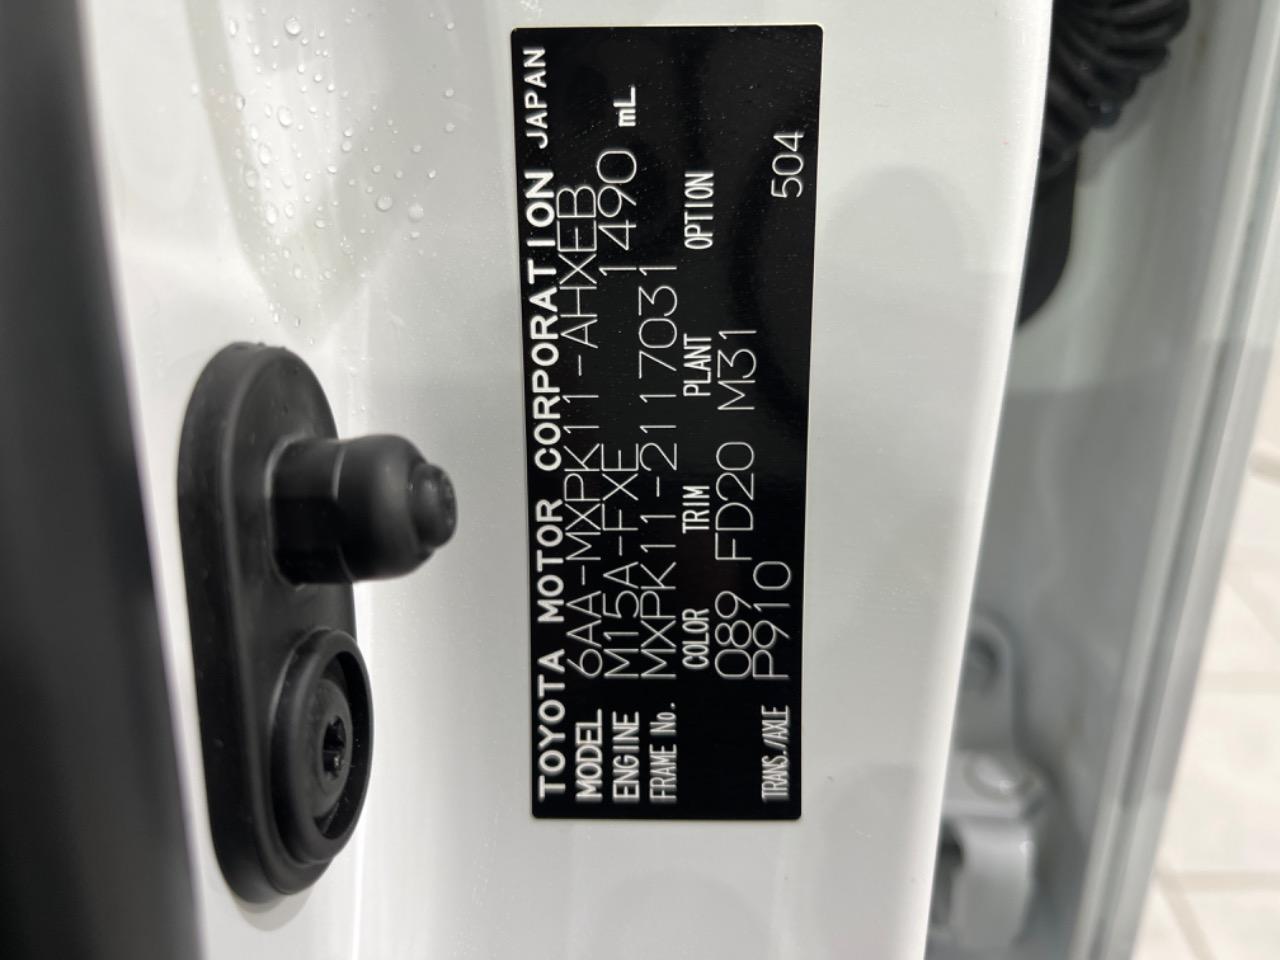 TOYOTA MOTOR CORPORATION JAPAN
MODEL 6AA-MXPK11-AHXEB
ENGINE M15A-FXE 1490 mL
FRAME No. MXPK11-2117031
COLOR TRIM PLANT OPTION
089 FD20 M31
TRANS./AXLE P910 504